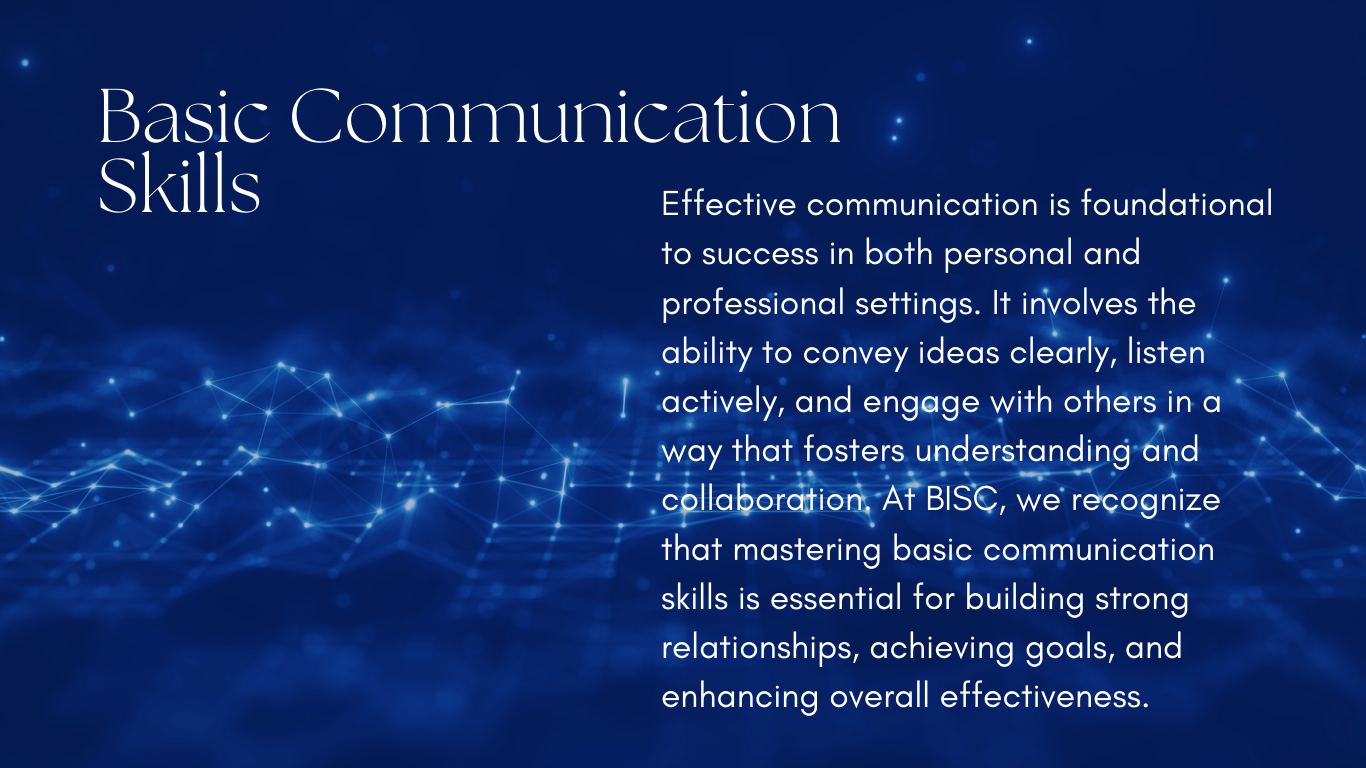 Basic Communication
Skills
Effective communication is foundational
to success in both personal and
professional settings. It involves the
ability to convey ideas clearly, listen
actively, and engage with others in a
way that fosters understanding and
collaboration. At BISC, we recognize
that mastering basic communication
skills is essential for building strong
relationships, achieving goals, and
enhancing overall effectiveness.